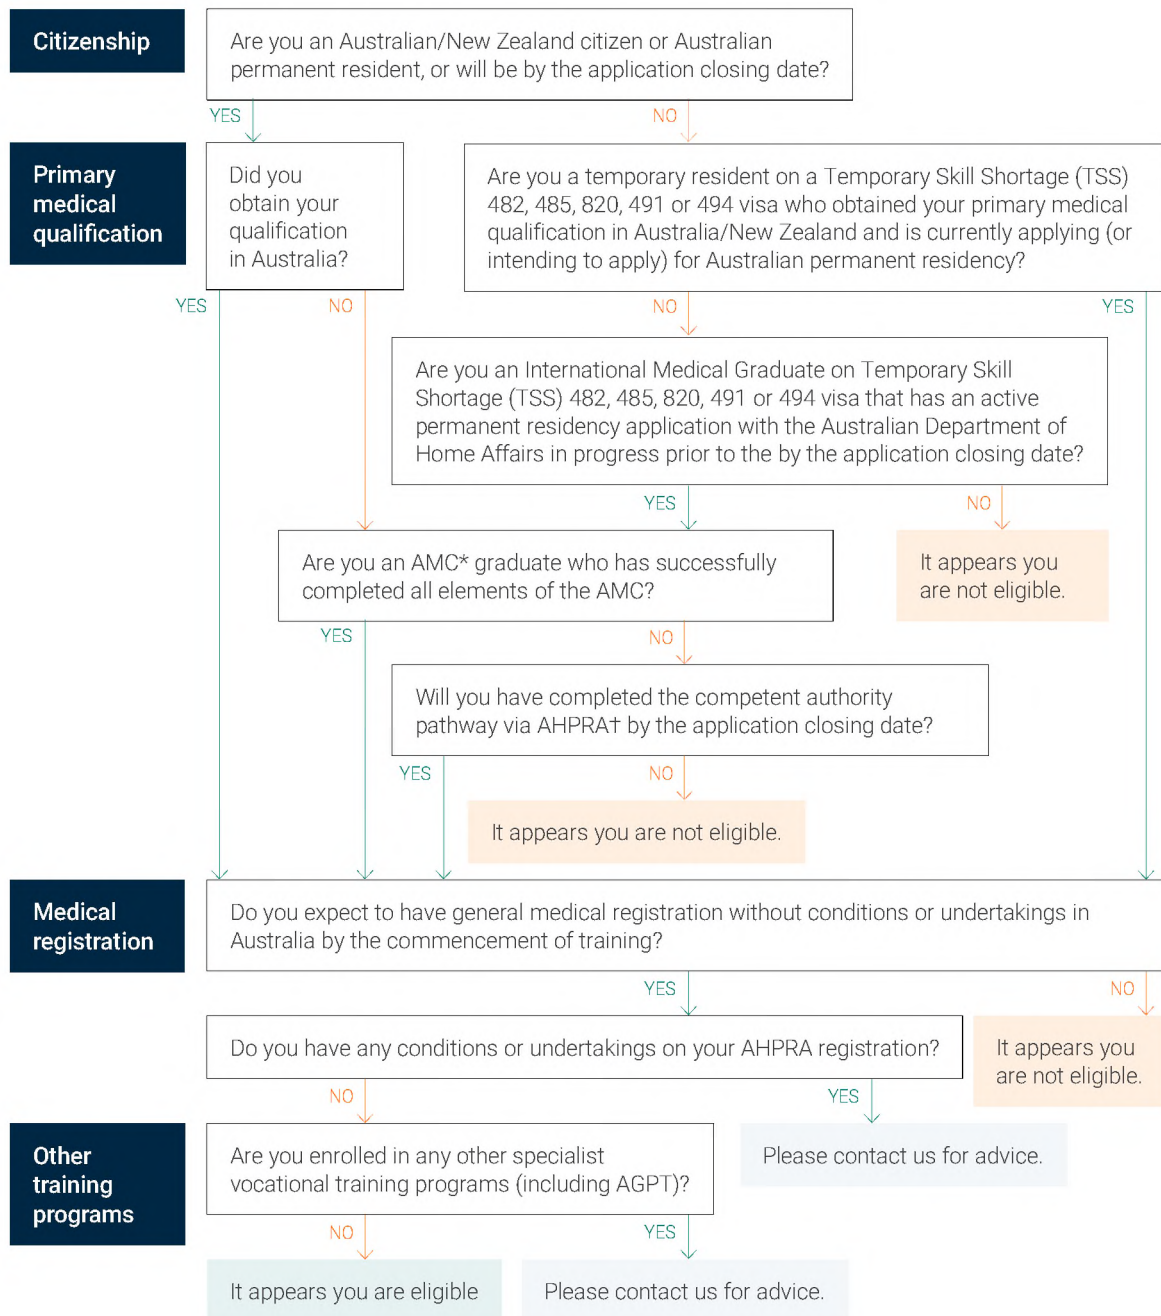 Citizenship
Are you an Australian/New Zealand citizen or Australian
permanent resident, or will be by the application closing date?
YES
NO
Primary
medical
qualification
Did you
obtain your
qualification
in Australia?
Are you a temporary resident on a Temporary Skill Shortage (TSS)
482, 485, 820, 491 or 494 visa who obtained your primary medical
qualification in Australia/New Zealand and is currently applying (or
intending to apply) for Australian permanent residency?
YES
NO
NO
YES
Are you an International Medical Graduate on Temporary Skill
Shortage (TSS) 482, 485, 820, 491 or 494 visa that has an active
permanent residency application with the Australian Department of
Home Affairs in progress prior to the by the application closing date?
YES
NO
Are you an AMC* graduate who has successfully
completed all elements of the AMC?
It appears you
are not eligible.
YES
NO
Will you have completed the competent authority
pathway via AHPRA† by the application closing date?
YES
NO
It appears you are not eligible.
Medical
registration
Do you expect to have general medical registration without conditions or undertakings in
Australia by the commencement of training?
YES
NO
Do you have any conditions or undertakings on your AHPRA registration?
It appears you
are not eligible.
NO
YES
Other
training
programs
Are you enrolled in any other specialist
vocational training programs (including AGPT)?
Please contact us for advice.
NO
YES
It appears you are eligible
Please contact us for advice.